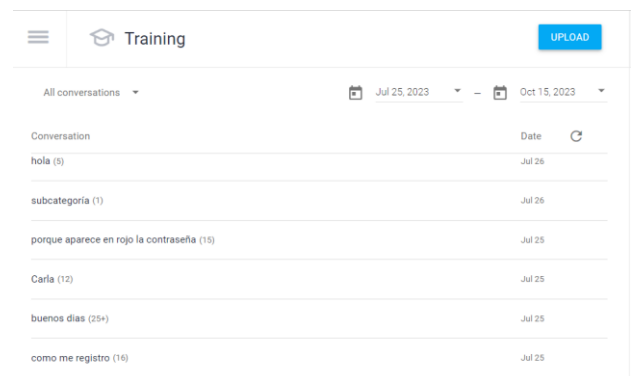 Training
UPLOAD
All conversations
Jul 25, 2023 – Oct 15, 2023
Conversation Date
hola (5) Jul 26
subcategoría (1) Jul 26
porque aparece en rojo la contraseña (15) Jul 25
Carla (12) Jul 25
buenos dias (25+) Jul 25
como me registro (16) Jul 25